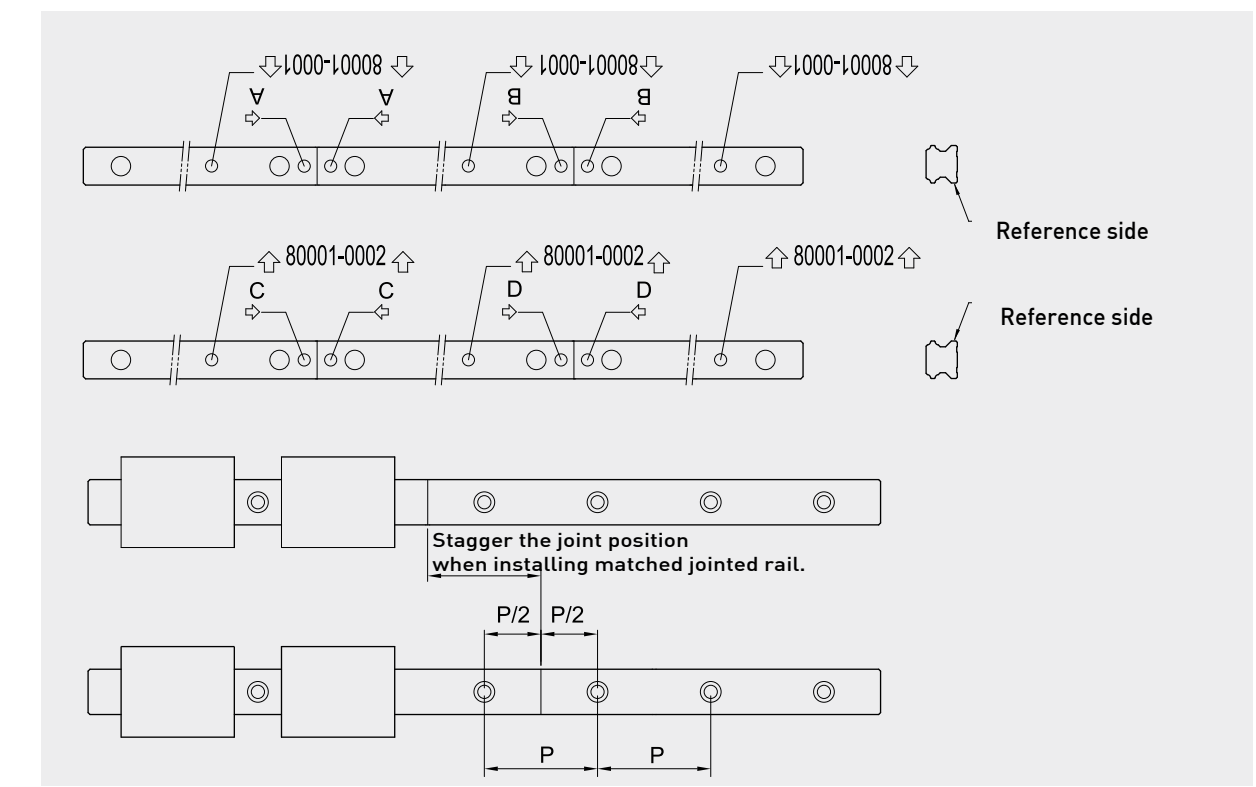 80001-0001 80001-0001 80001-0001
A A B B
Reference side
80001-0002 80001-0002 80001-0002
C C D D
Reference side
Stagger the joint position
when installing matched jointed rail.
P/2 P/2
P P